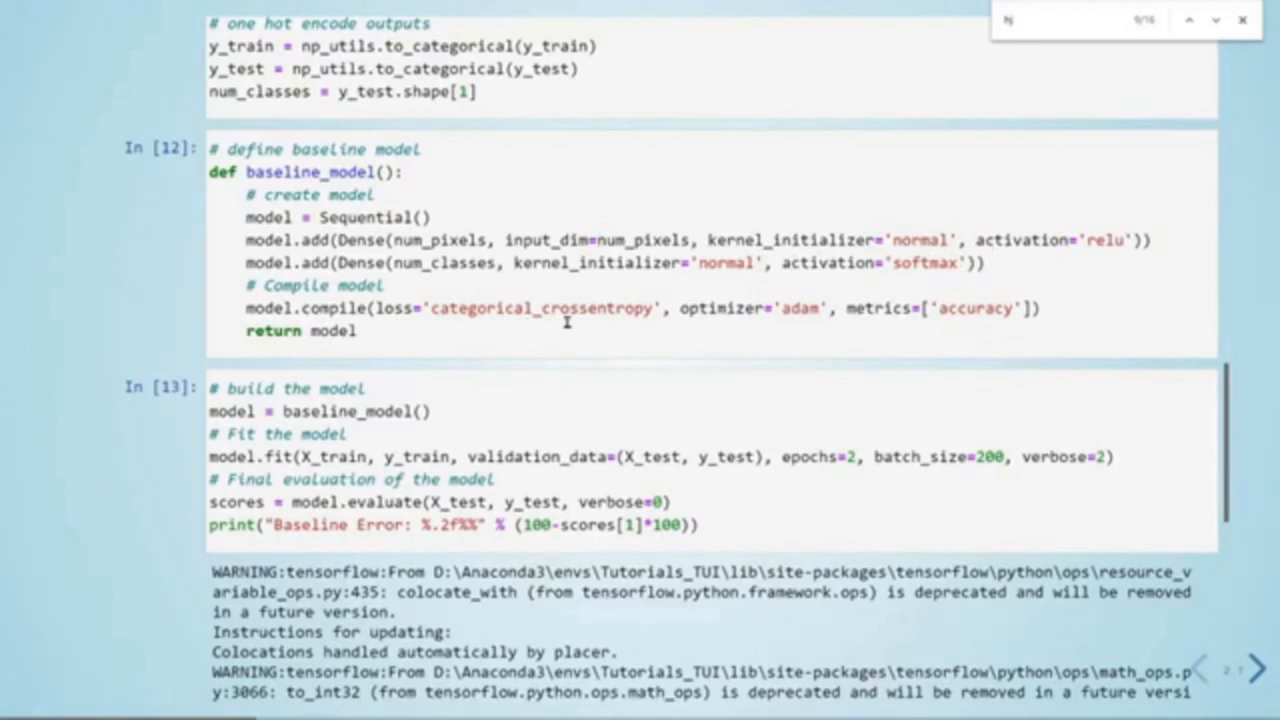 # one hot encode outputs
y_train = np_utils.to_categorical(y_train)
y_test = np_utils.to_categorical(y_test)
num_classes = y_test.shape[1]
In [12]:
# define baseline model
def baseline_model():
    # create model
    model = Sequential()
    model.add(Dense(num_pixels, input_dim=num_pixels, kernel_initializer='normal', activation='relu'))
    model.add(Dense(num_classes, kernel_initializer='normal', activation='softmax'))
    # Compile model
    model.compile(loss='categorical_crossentropy', optimizer='adam', metrics=['accuracy'])
    return model
In [13]:
# build the model
model = baseline_model()
# Fit the model
model.fit(X_train, y_train, validation_data=(X_test, y_test), epochs=2, batch_size=200, verbose=2)
# Final evaluation of the model
scores = model.evaluate(X_test, y_test, verbose=0)
print("Baseline Error: %.2f%%" % (100-scores[1]*100))
WARNING:tensorflow:From D:\Anaconda3\envs\Tutorials_TUI\lib\site-packages\tensorflow\python\ops\resource_v
ariable_ops.py:435: colocate_with (from tensorflow.python.framework.ops) is deprecated and will be removed
in a future version.
Instructions for updating:
Colocations handled automatically by placer.
WARNING:tensorflow:From D:\Anaconda3\envs\Tutorials_TUI\lib\site-packages\tensorflow\python\ops\math_ops.p
y:3066: to_int32 (from tensorflow.python.ops.math_ops) is deprecated and will be removed in a future versi